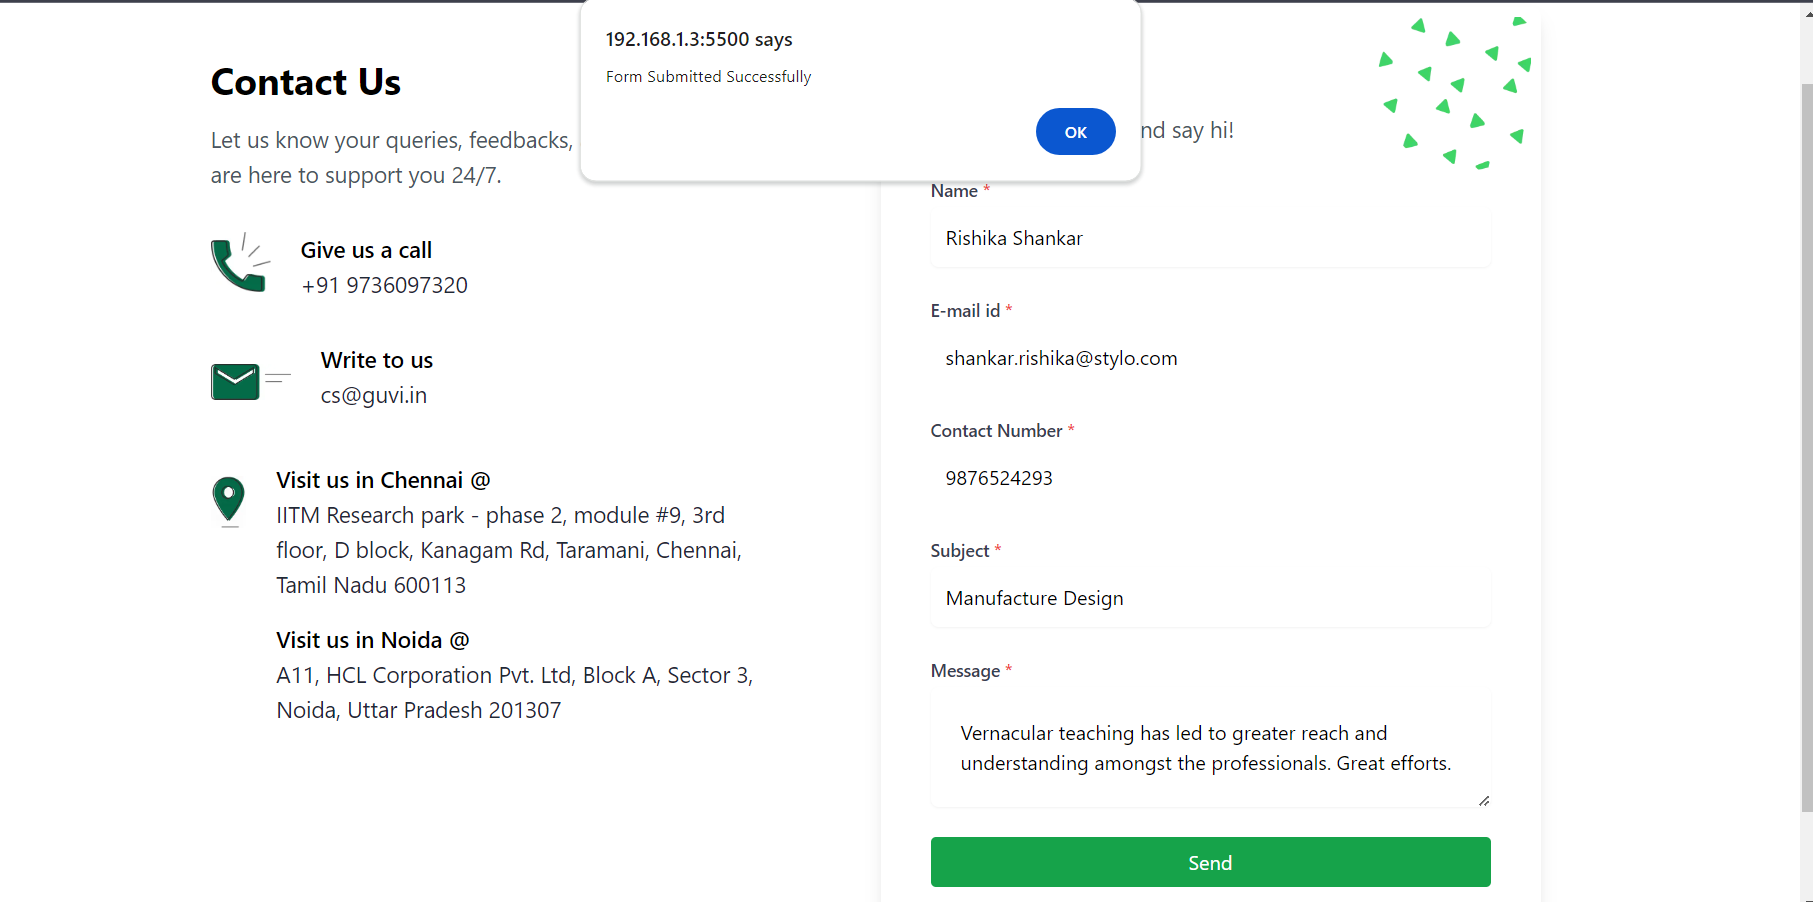 192.168.1.3:5500 says
Form Submitted Successfully
OK
Contact Us
Let us know your queries, feedbacks,
are here to support you 24/7.
Give us a call
+91 9736097320
Write to us
cs@guvi.in
Visit us in Chennai @
IITM Research park - phase 2, module #9, 3rd
floor, D block, Kanagam Rd, Taramani, Chennai,
Tamil Nadu 600113
Visit us in Noida @
A11, HCL Corporation Pvt. Ltd, Block A, Sector 3,
Noida, Uttar Pradesh 201307
nd say hi!
Name *
Rishika Shankar
E-mail id *
shankar.rishika@stylo.com
Contact Number *
9876524293
Subject *
Manufacture Design
Message *
Vernacular teaching has led to greater reach and
understanding amongst the professionals. Great efforts.
Send